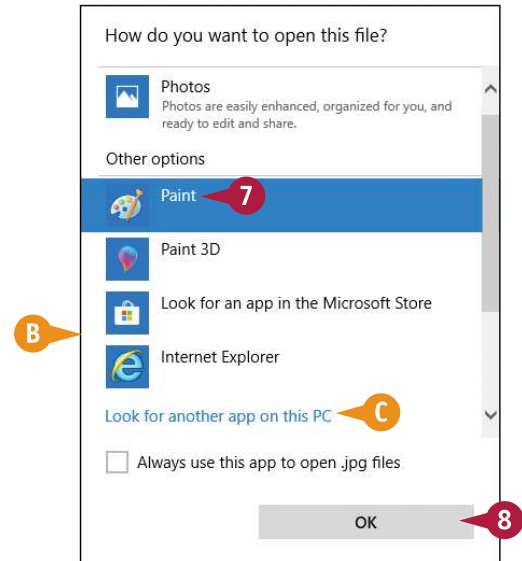 How do you want to open this file?
Photos
Photos are easily enhanced, organized for you, and
ready to edit and share.
Other options
Paint
7
Paint 3D
Look for an app in the Microsoft Store
B
Internet Explorer
Look for another app on this PC
C
Always use this app to open .jpg files
OK
8